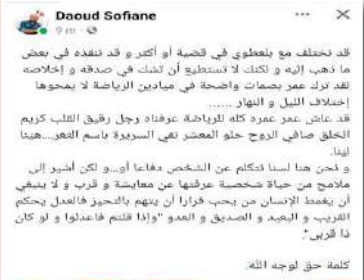 Daoud Sofiane
9 m
قد نختلف مع بلعطوي في قضية أو أكثر و قد ننقده في بعض
ما ذهب إليه و لكنك لا تستطيع أن تشك في صدقه و إخلاصه
لقد ترك عمر بصمات واضحة في ميادين الرياضة لا يمحوها
إختلاف الليل و النهار ......
قد عاش عمر عمره كله للرياضة عرفناه رجل رقيق القلب كريم
الخلق صافي الروح حلو المعشر نقي السريرة باسم الثغر...هينا
لينا.
و نحن هنا لسنا نتكلم عن الشخص دفاعا أو...و لكن أشير إلى
ملامح من حياة شخصية عرفتها عن معايشة و قرب و لا ينبغي
أن يغمط الإنسان من يحب فرارا أن يتهم بالتحيز فالعدل يحكم
القريب و البعيد و الصديق و العدو "وإذا قلتم فاعدلوا و لو كان
ذا قربى".
كلمة حق لوجه الله.